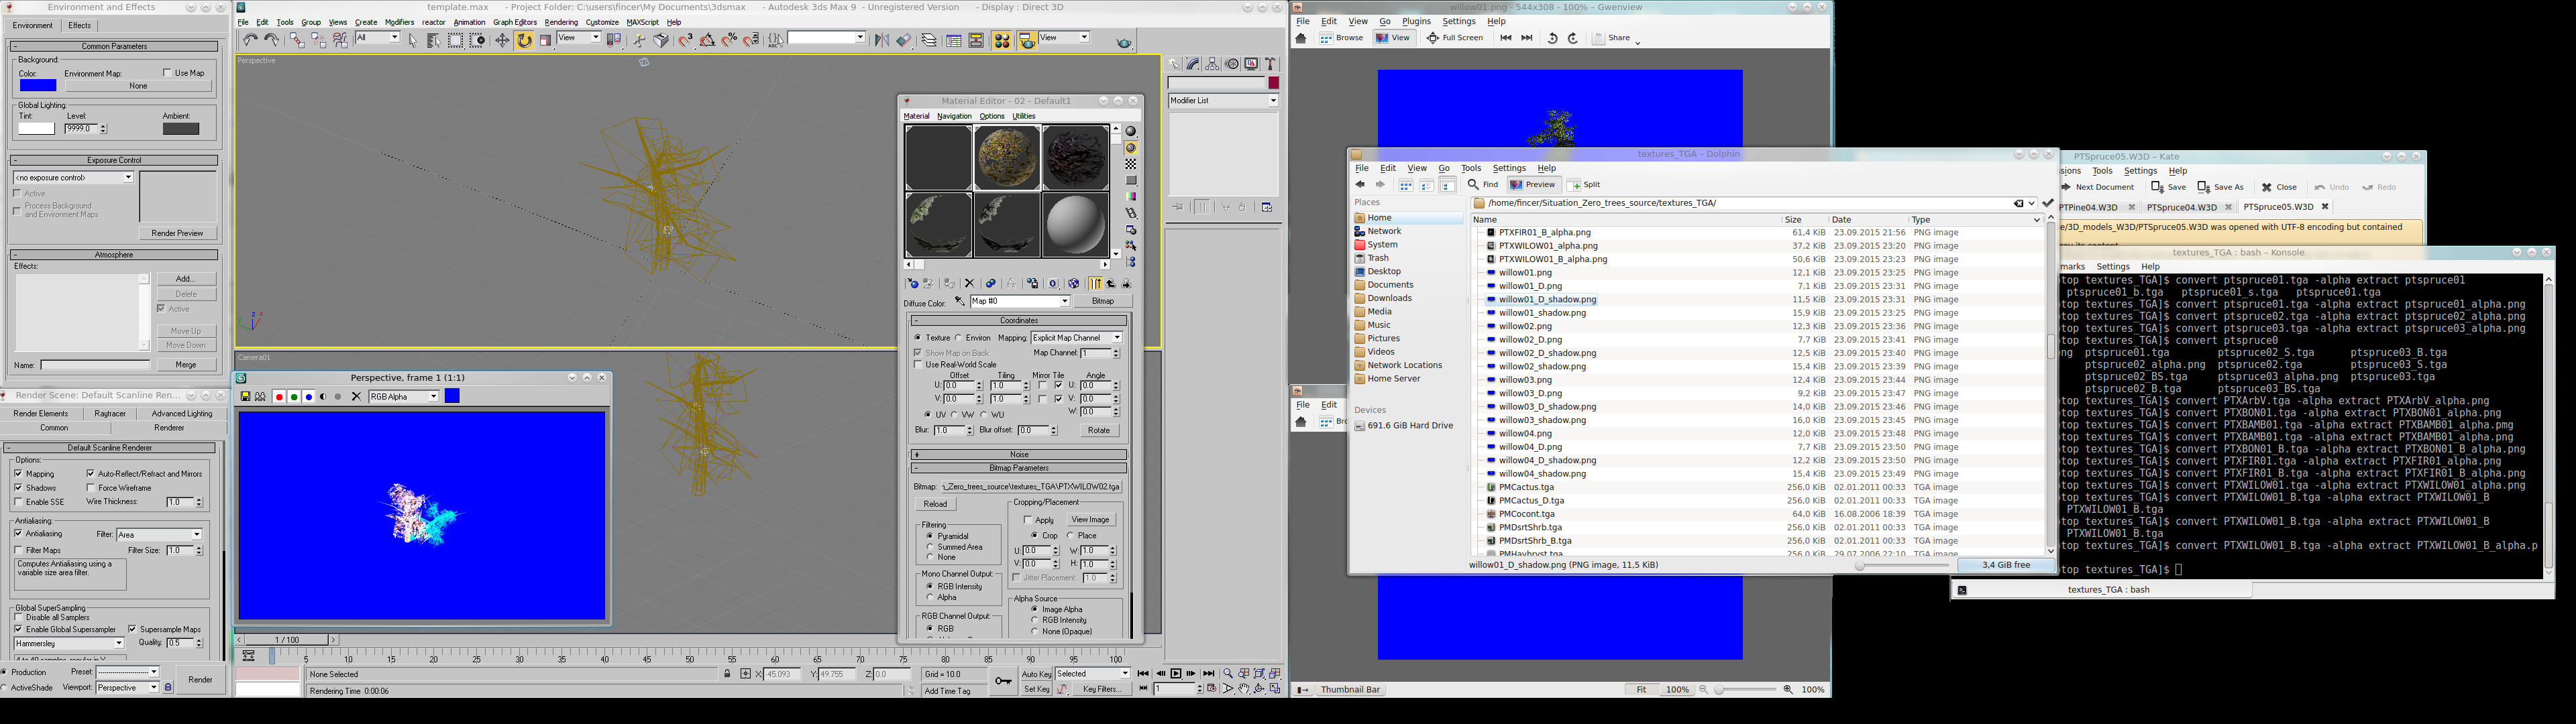 Environment and Effects
Environment Effects
Common Parameters
Background:
Color: Environment Map: Use Map
None
Global Lighting:
Tint: Level: Ambient:
9999.0
Exposure Control
<no exposure control>
Active
Process Background
and Environment Maps
Render Preview
Atmosphere
Effects:
Add...
Delete
Active
Move Up
Move Down
Name: Merge
Render Scene: Default Scanline Ren...
Render Elements Raytracer Advanced Lighting
Common Renderer
Default Scanline Renderer
Options:
Mapping Auto-Reflect/Refract and Mirrors
Shadows Force Wireframe
Enable SSE Wire Thickness: 1.0
Antialiasing:
Antialiasing Filter: Area
Filter Maps Filter Size: 1.0
Computes Antialiasing using a
variable size area filter.
Global SuperSampling
Disable all Samplers
Enable Global Supersampler Supersample Maps
Hammersley Quality: 0.5
Production Preset:
ActiveShade Viewport: Perspective
Render
template.max - Project Folder: C:\users\fincer\My Documents\3dsmax - Autodesk 3ds Max 9 - Unregistered Version - Display : Direct 3D
File Edit Tools Group Views Create Modifiers reactor Animation Graph Editors Rendering Customize MAXScript Help
All View View
Perspective
Camera01
Modifier List
Perspective, frame 1 (1:1)
RGB Alpha
1 / 100
5 10 15 20 25 30 35 40 45 50 55 60 65 70 75 80 85 90 95 100
None Selected X: -45.093 Y: 49.755 Z: 0.0 Grid = 10.0 Auto Key Selected
Rendering Time 0:00:06 Add Time Tag Set Key Key Filters... 1
Material Editor - 02 - Default1
Material Navigation Options Utilities
Diffuse Color: Map #0 Bitmap
Coordinates
Texture Environ Mapping: Explicit Map Channel
Show Map on Back Map Channel: 1
Use Real-World Scale
Offset Tiling Mirror Tile Angle
U: 0.0 1.0 U: 0.0
V: 0.0 1.0 V: 0.0
UV VW WU W: 0.0
Blur: 1.0 Blur offset: 0.0 Rotate
Noise
Bitmap Parameters
Bitmap: _Zero_trees_source\textures_TGA\PTXWILOW02.tga
Reload Cropping/Placement
Apply View Image
Filtering
Pyramidal Crop Place
Summed Area U: 0.0 W: 1.0
None V: 0.0 H: 1.0
Jitter Placement: 1.0
Mono Channel Output:
RGB Intensity Alpha Source
Alpha Image Alpha
RGB Channel Output: RGB Intensity
RGB None (Opaque)
willow01.png - 544x308 - 100% - Gwenview
File Edit View Go Plugins Settings Help
Browse View Full Screen Share
File Edit
Thumbnail Bar Fit 100% 100%
textures_TGA - Dolphin
File Edit View Go Tools Settings Help
Find Preview Split
Places
Home
Network
System
Trash
Desktop
Documents
Downloads
Media
Music
Pictures
Videos
Network Locations
Home Server
Devices
691.6 GiB Hard Drive
/home/fincer/Situation_Zero_trees_source/textures_TGA/
Name Size Date Type
PTXFIR01_B_alpha.png 61,4 KiB 23.09.2015 21:56 PNG image
PTXWILOW01_alpha.png 37,2 KiB 23.09.2015 23:20 PNG image
PTXWILOW01_B_alpha.png 50,6 KiB 23.09.2015 23:23 PNG image
willow01.png 12,1 KiB 23.09.2015 23:25 PNG image
willow01_D.png 7,1 KiB 23.09.2015 23:31 PNG image
willow01_D_shadow.png 11,5 KiB 23.09.2015 23:31 PNG image
willow01_shadow.png 15,9 KiB 23.09.2015 23:25 PNG image
willow02.png 12,3 KiB 23.09.2015 23:36 PNG image
willow02_D.png 7,7 KiB 23.09.2015 23:41 PNG image
willow02_D_shadow.png 12,5 KiB 23.09.2015 23:40 PNG image
willow02_shadow.png 15,4 KiB 23.09.2015 23:39 PNG image
willow03.png 12,4 KiB 23.09.2015 23:44 PNG image
willow03_D.png 9,2 KiB 23.09.2015 23:47 PNG image
willow03_D_shadow.png 14,0 KiB 23.09.2015 23:46 PNG image
willow03_shadow.png 16,0 KiB 23.09.2015 23:45 PNG image
willow04.png 12,0 KiB 23.09.2015 23:48 PNG image
willow04_D.png 7,7 KiB 23.09.2015 23:50 PNG image
willow04_D_shadow.png 12,2 KiB 23.09.2015 23:50 PNG image
willow04_shadow.png 15,4 KiB 23.09.2015 23:49 PNG image
PMCactus.tga 256,0 KiB 02.01.2011 00:33 TGA image
PMCactus_D.tga 256,0 KiB 02.01.2011 00:33 TGA image
PMCocont.tga 64,0 KiB 16.08.2006 18:39 TGA image
PMDsrtShrb.tga 256,0 KiB 02.01.2011 00:33 TGA image
PMDsrtShrb_B.tga 256,0 KiB 02.01.2011 00:33 TGA image
PMHaybryst.tga 256,0 KiB 29.07.2006 22:10 TGA image
willow01_D_shadow.png (PNG image, 11,5 KiB) 3,4 GiB free
PTSpruce05.W3D - Kate
sions Tools Settings Help
Next Document Save Save As Close Undo Redo
PTPine04.W3D PTSpruce04.W3D PTSpruce05.W3D
e/3D_models_W3D/PTSpruce05.W3D was opened with UTF-8 encoding but contained
textures_TGA : bash - Konsole
marks Settings Help
top textures_TGA]$ convert ptspruce01.tga -alpha extract ptspruce01
ptspruce01_b.tga ptspruce01_s.tga ptspruce01.tga
top textures_TGA]$ convert ptspruce01.tga -alpha extract ptspruce01_alpha.png
top textures_TGA]$ convert ptspruce02.tga -alpha extract ptspruce02_alpha.png
top textures_TGA]$ convert ptspruce03.tga -alpha extract ptspruce03_alpha.png
top textures_TGA]$ convert ptspruce0
ng ptspruce01.tga ptspruce02_S.tga ptspruce03_B.tga
ptspruce02_alpha.png ptspruce02.tga ptspruce03_S.tga
ptspruce02_BS.tga ptspruce03_alpha.png ptspruce03.tga
ptspruce02_B.tga ptspruce03_BS.tga
top textures_TGA]$ convert PTXArbV.tga -alpha extract PTXArbV_alpha.png
top textures_TGA]$ convert PTXBON01.tga -alpha extract PTXBON01_alpha.png
top textures_TGA]$ convert PTXBAMB01.tga -alpha extract PTXBAMB01_alpha.pmg
top textures_TGA]$ convert PTXBAMB01.tga -alpha extract PTXBAMB01_alpha.png
top textures_TGA]$ convert PTXBON01_B.tga -alpha extract PTXBON01_B_alpha.png
top textures_TGA]$ convert PTXFIR01.tga -alpha extract PTXFIR01_alpha.png
top textures_TGA]$ convert PTXFIR01_B.tga -alpha extract PTXFIR01_B_alpha.png
top textures_TGA]$ convert PTXWILOW01.tga -alpha extract PTXWILOW01_alpha.png
top textures_TGA]$ convert PTXWILOW01_B.tga -alpha extract PTXWILOW01_B
PTXWILOW01_B.tga
top textures_TGA]$ convert PTXWILOW01_B.tga -alpha extract PTXWILOW01_B
PTXWILOW01_B.tga
top textures_TGA]$ convert PTXWILOW01_B.tga -alpha extract PTXWILOW01_B_alpha.p
top textures_TGA]$
textures_TGA : bash